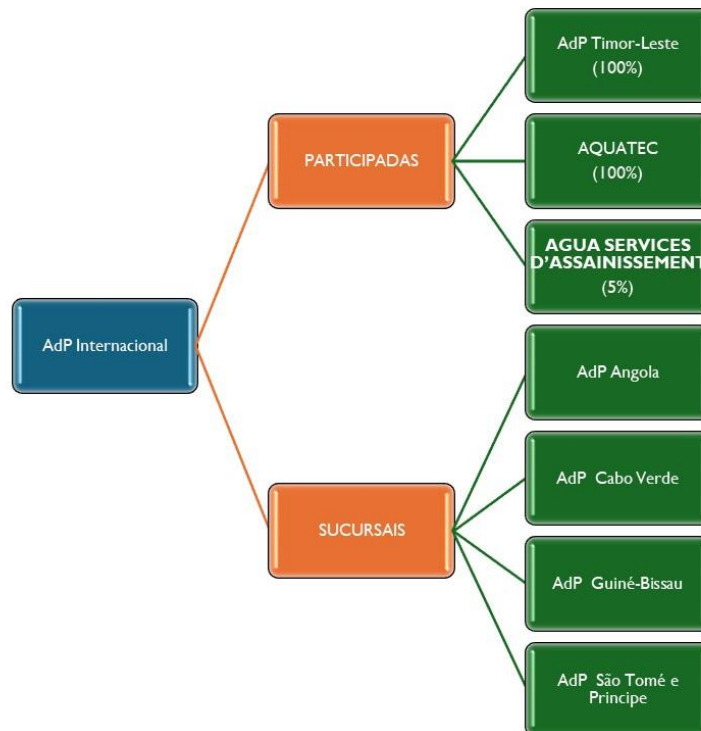 AdP Timor-Leste
(100%)
PARTICIPADAS
AQUATEC
(100%)
AGUA SERVICES
D’ASSAINISSEMENT
(5%)
AdP Internacional
AdP Angola
SUCURSAIS
AdP  Cabo Verde
AdP  Guiné-Bissau
AdP  São Tomé e
Principe